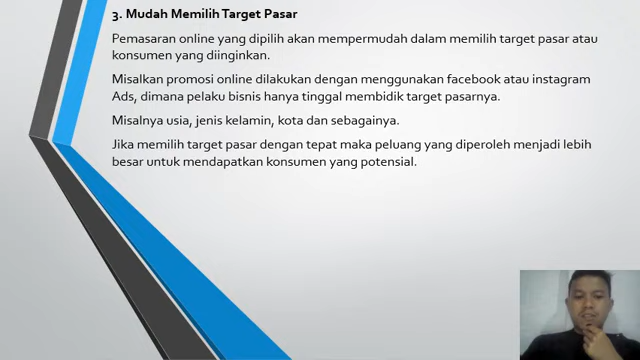 3. Mudah Memilih Target Pasar
Pemasaran online yang dipilih akan mempermudah dalam memilih target pasar atau
konsumen yang diinginkan.
Misalkan promosi online dilakukan dengan menggunakan facebook atau instagram
Ads, dimana pelaku bisnis hanya tinggal membidik target pasarnya.
Misalnya usia, jenis kelamin, kota dan sebagainya.
Jika memilih target pasar dengan tepat maka peluang yang diperoleh menjadi lebih
besar untuk mendapatkan konsumen yang potensial.